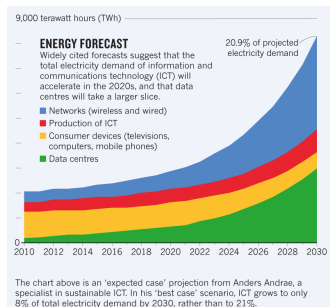 9,000 terawatt hours (TWh)
ENERGY FORECAST
Widely cited forecasts suggest that the
total electricity demand of information and
communications technology (ICT) will
accelerate in the 2020s, and that data
centres will take a larger slice.
Networks (wireless and wired)
Production of ICT
Consumer devices (televisions,
computers, mobile phones)
Data centres
20.9% of projected
electricity demand
0
2010 2012 2014 2016 2018 2020 2022 2024 2026 2028 2030
The chart above is an ‘expected case’ projection from Anders Andrae, a
specialist in sustainable ICT. In his ‘best case’ scenario, ICT grows to only
8% of total electricity demand by 2030, rather than to 21%.